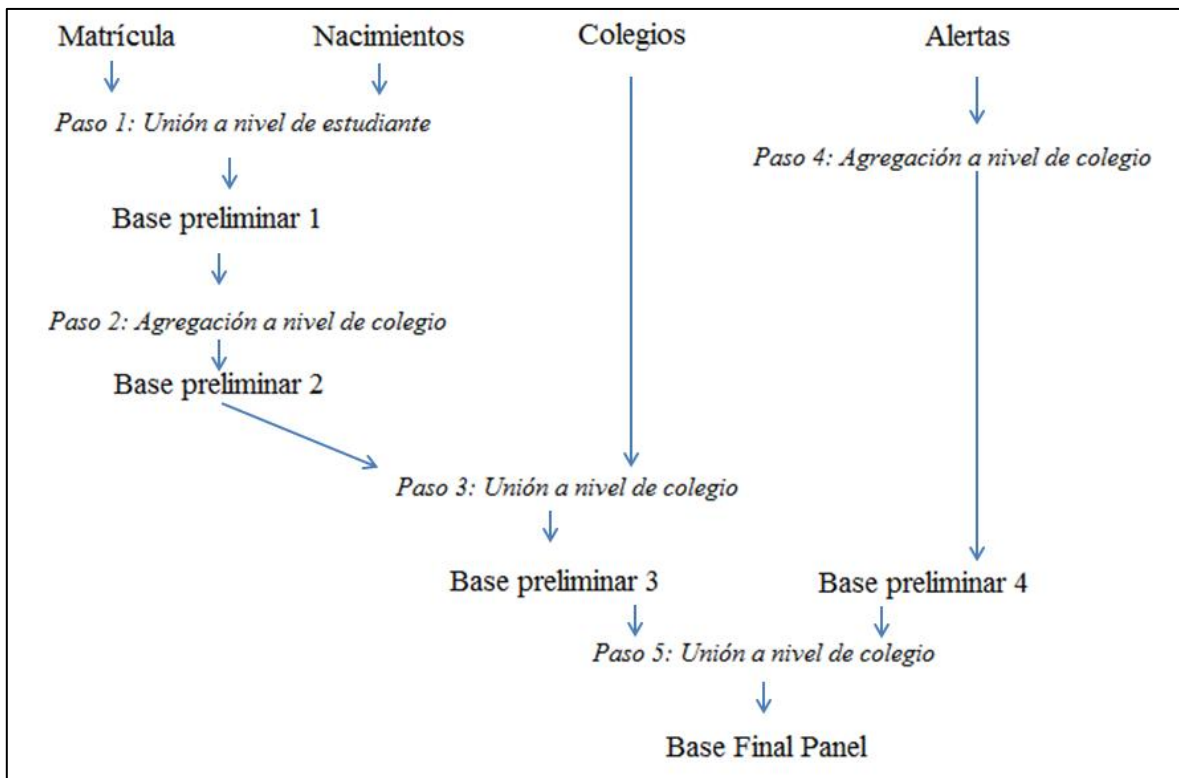 Matrícula
Nacimientos
Colegios
Alertas
Paso 1: Unión a nivel de estudiante
Paso 4: Agregación a nivel de colegio
Base preliminar 1
Paso 2: Agregación a nivel de colegio
Base preliminar 2
Paso 3: Unión a nivel de colegio
Base preliminar 3
Base preliminar 4
Paso 5: Unión a nivel de colegio
Base Final Panel